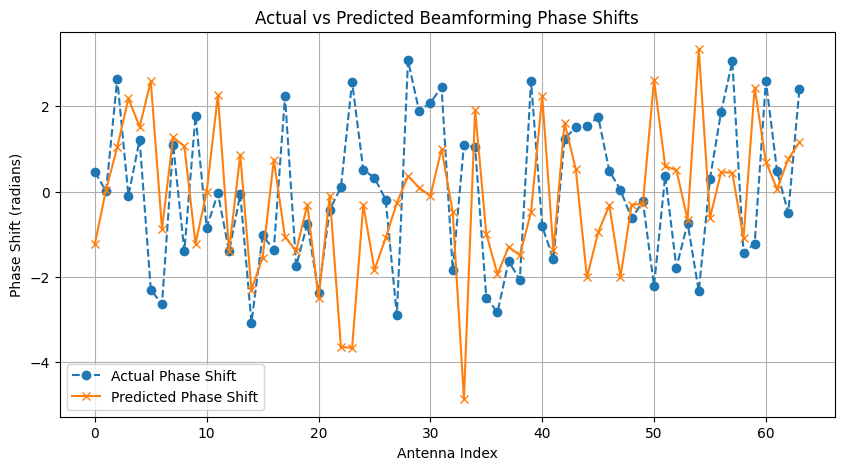 Actual vs Predicted Beamforming Phase Shifts
Phase Shift (radians)
2
0
−2
−4
Actual Phase Shift
Predicted Phase Shift
0 10 20 30 40 50 60
Antenna Index